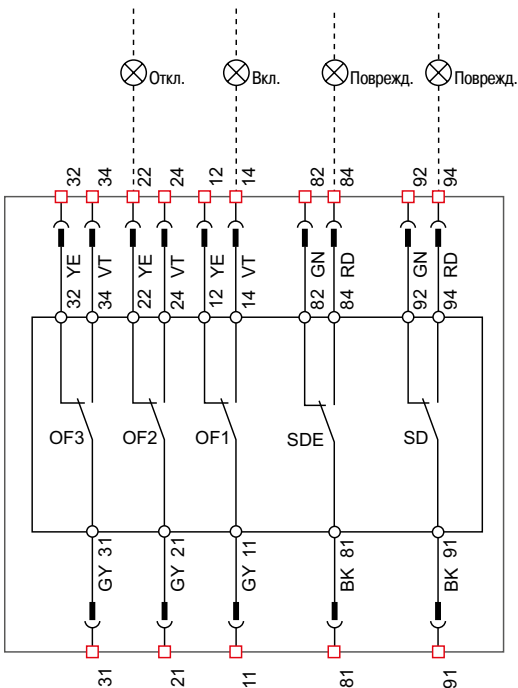 Откл.
Вкл.
Поврежд.
Поврежд.
32
34
22
24
12
14
82
84
92
94
YE
VT
YE
VT
YE
VT
GN
RD
GN
RD
32
34
22
24
12
14
82
84
92
94
OF3
OF2
OF1
SDE
SD
GY 31
GY 21
GY 11
BK 81
BK 91
31
21
11
81
91